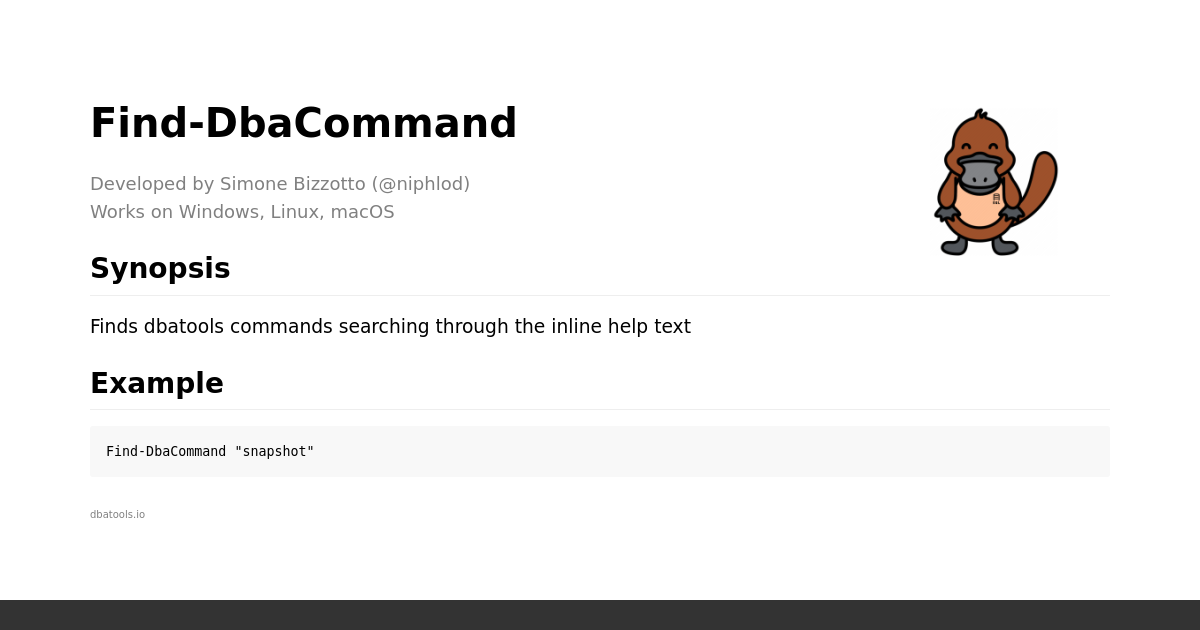 Find-DbaCommand
Developed by Simone Bizzotto (@niphlod)
Works on Windows, Linux, macOS
Synopsis
Finds dbatools commands searching through the inline help text
Example
Find-DbaCommand "snapshot"
dbatools.io